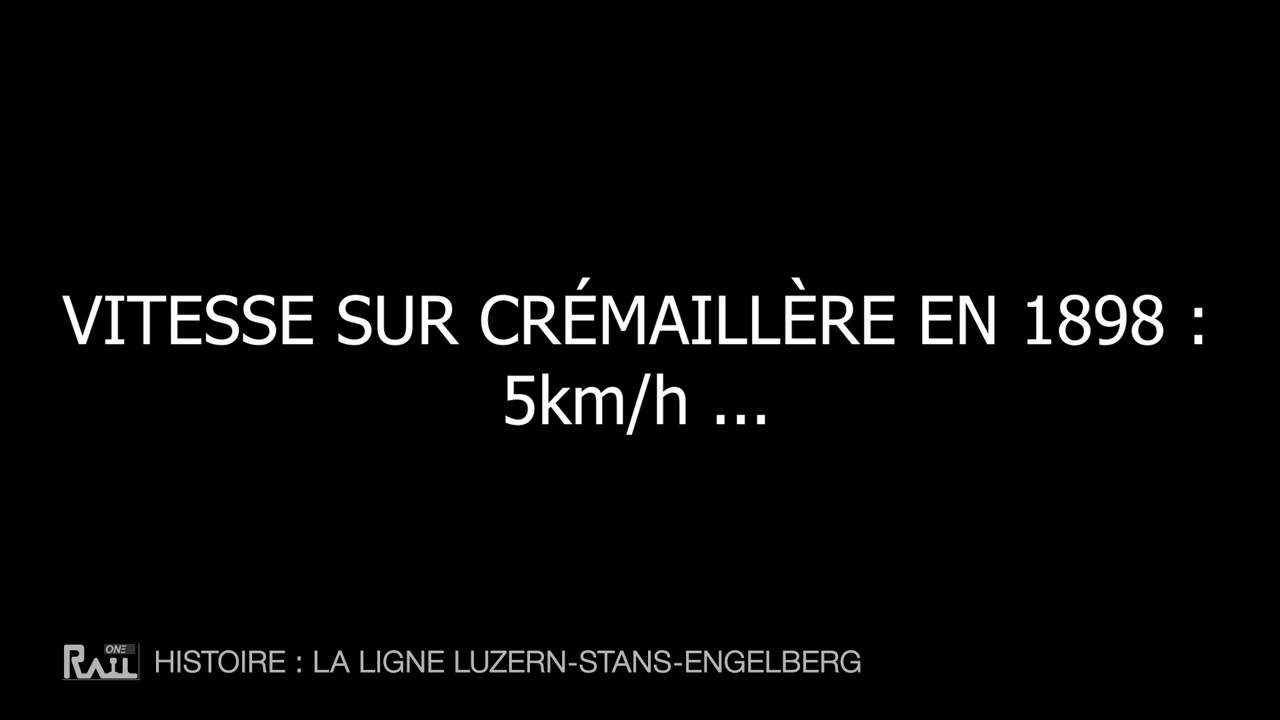 VITESSE SUR CRÉMAILLÈRE EN 1898 :
5km/h ...
ONE
RAIL HISTOIRE : LA LIGNE LUZERN-STANS-ENGELBERG